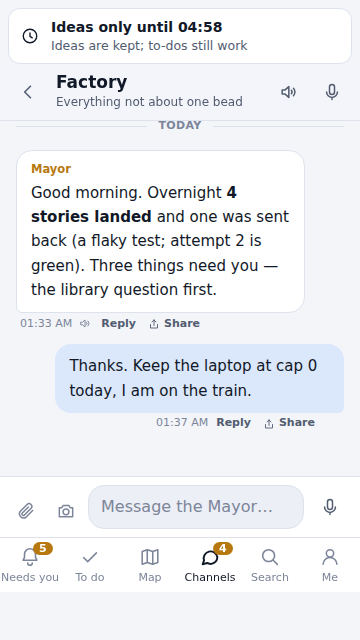 Ideas only until 04:58
Ideas are kept; to-dos still work
Factory
Everything not about one bead
TODAY
Mayor
Good morning. Overnight 4
stories landed and one was sent
back (a flaky test; attempt 2 is
green). Three things need you —
the library question first.
01:33 AM Reply Share
Thanks. Keep the laptop at cap 0
today, I am on the train.
01:37 AM Reply Share
Message the Mayor…
5 4
Needs you To do Map Channels Search Me